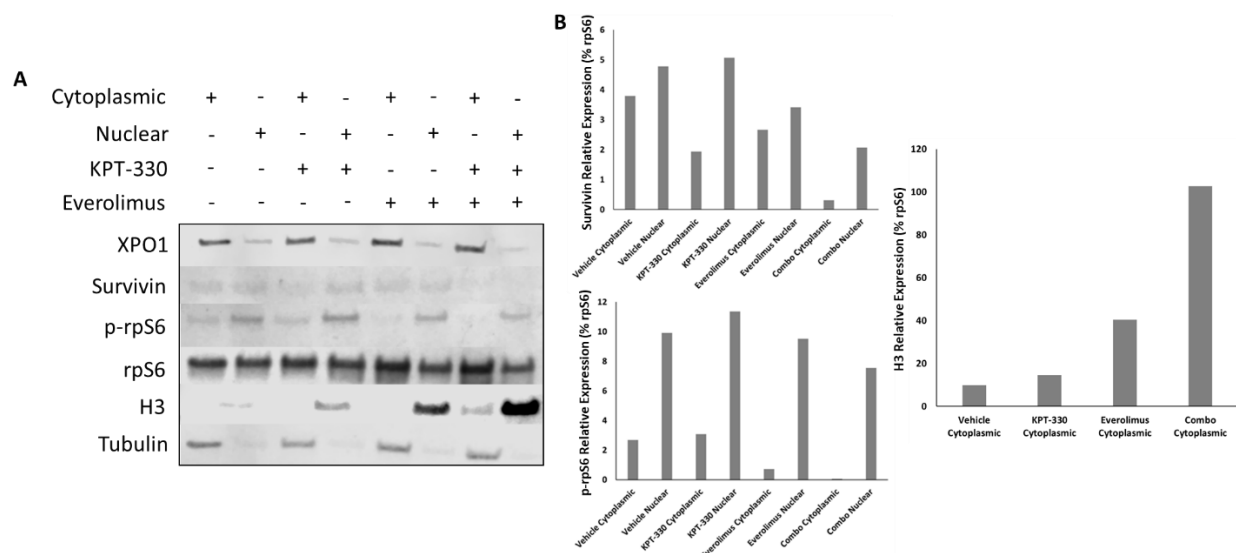 A
Cytoplasmic + - + - + - + -
Nuclear - + - + - + - +
KPT-330 - - + + - - + +
Everolimus - - - - + + + +
XPO1
Survivin
p-rpS6
rpS6
H3
Tubulin
B
Survivin Relative Expression (% rpS6)
6
5
4
3
2
1
0
Vehicle Cytoplasmic
Vehicle Nuclear
KPT-330 Cytoplasmic
KPT-330 Nuclear
Everolimus Cytoplasmic
Everolimus Nuclear
Combo Cytoplasmic
Combo Nuclear
p-rpS6 Relative Expression (% rpS6)
12
10
8
6
4
2
0
Vehicle Cytoplasmic
Vehicle Nuclear
KPT-330 Cytoplasmic
KPT-330 Nuclear
Everolimus Cytoplasmic
Everolimus Nuclear
Combo Cytoplasmic
Combo Nuclear
H3 Relative Expression (% rpS6)
120
100
80
60
40
20
0
Vehicle
Cytoplasmic
KPT-330
Cytoplasmic
Everolimus
Cytoplasmic
Combo
Cytoplasmic